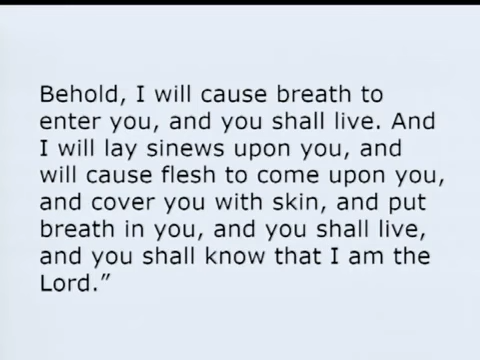 Behold, I will cause breath to
enter you, and you shall live. And
I will lay sinews upon you, and
will cause flesh to come upon you,
and cover you with skin, and put
breath in you, and you shall live,
and you shall know that I am the
Lord.”